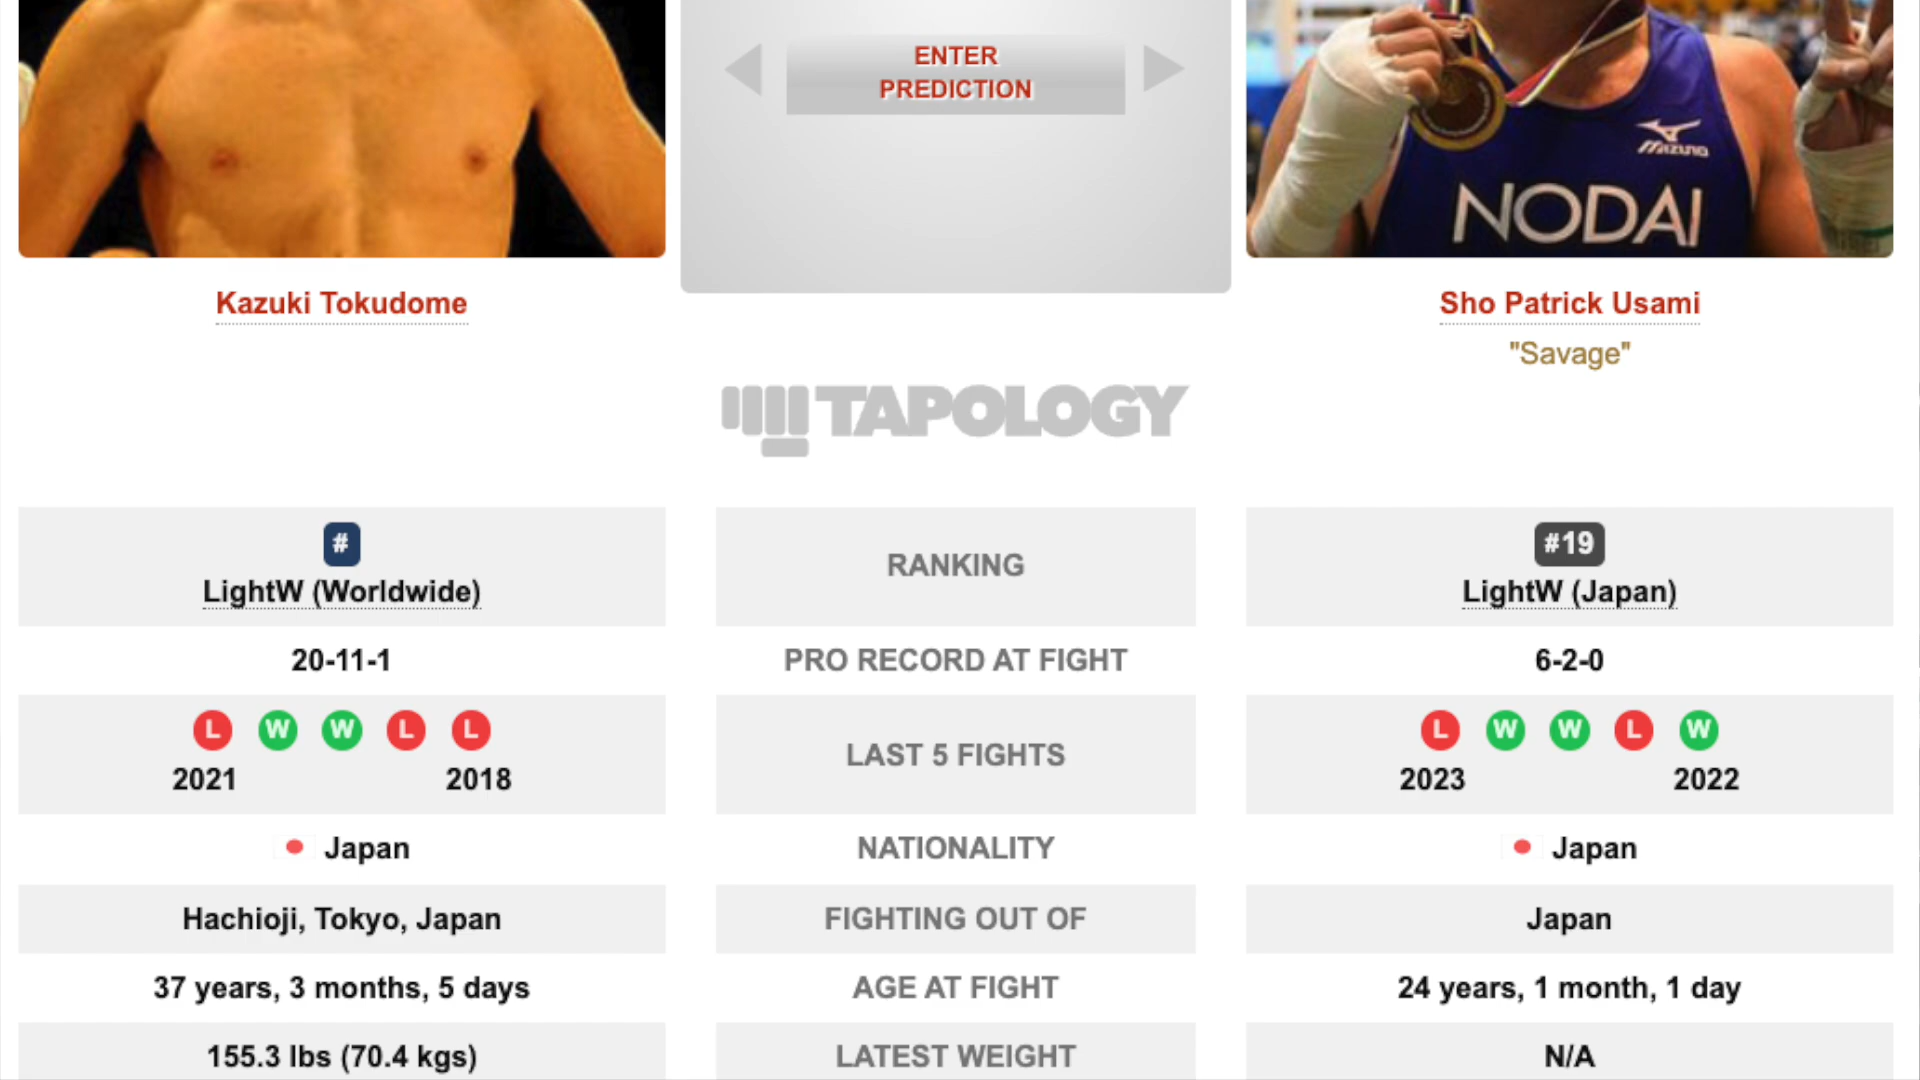 ENTER
PREDICTION
MIZUNO
NODAI
Kazuki Tokudome
Sho Patrick Usami
"Savage"
TAPOLOGY
#
LightW (Worldwide)
RANKING
#19
LightW (Japan)
20-11-1
PRO RECORD AT FIGHT
6-2-0
L W W L L
2021 2018
LAST 5 FIGHTS
L W W L W
2023 2022
Japan
NATIONALITY
Japan
Hachioji, Tokyo, Japan
FIGHTING OUT OF
Japan
37 years, 3 months, 5 days
AGE AT FIGHT
24 years, 1 month, 1 day
155.3 lbs (70.4 kgs)
LATEST WEIGHT
N/A